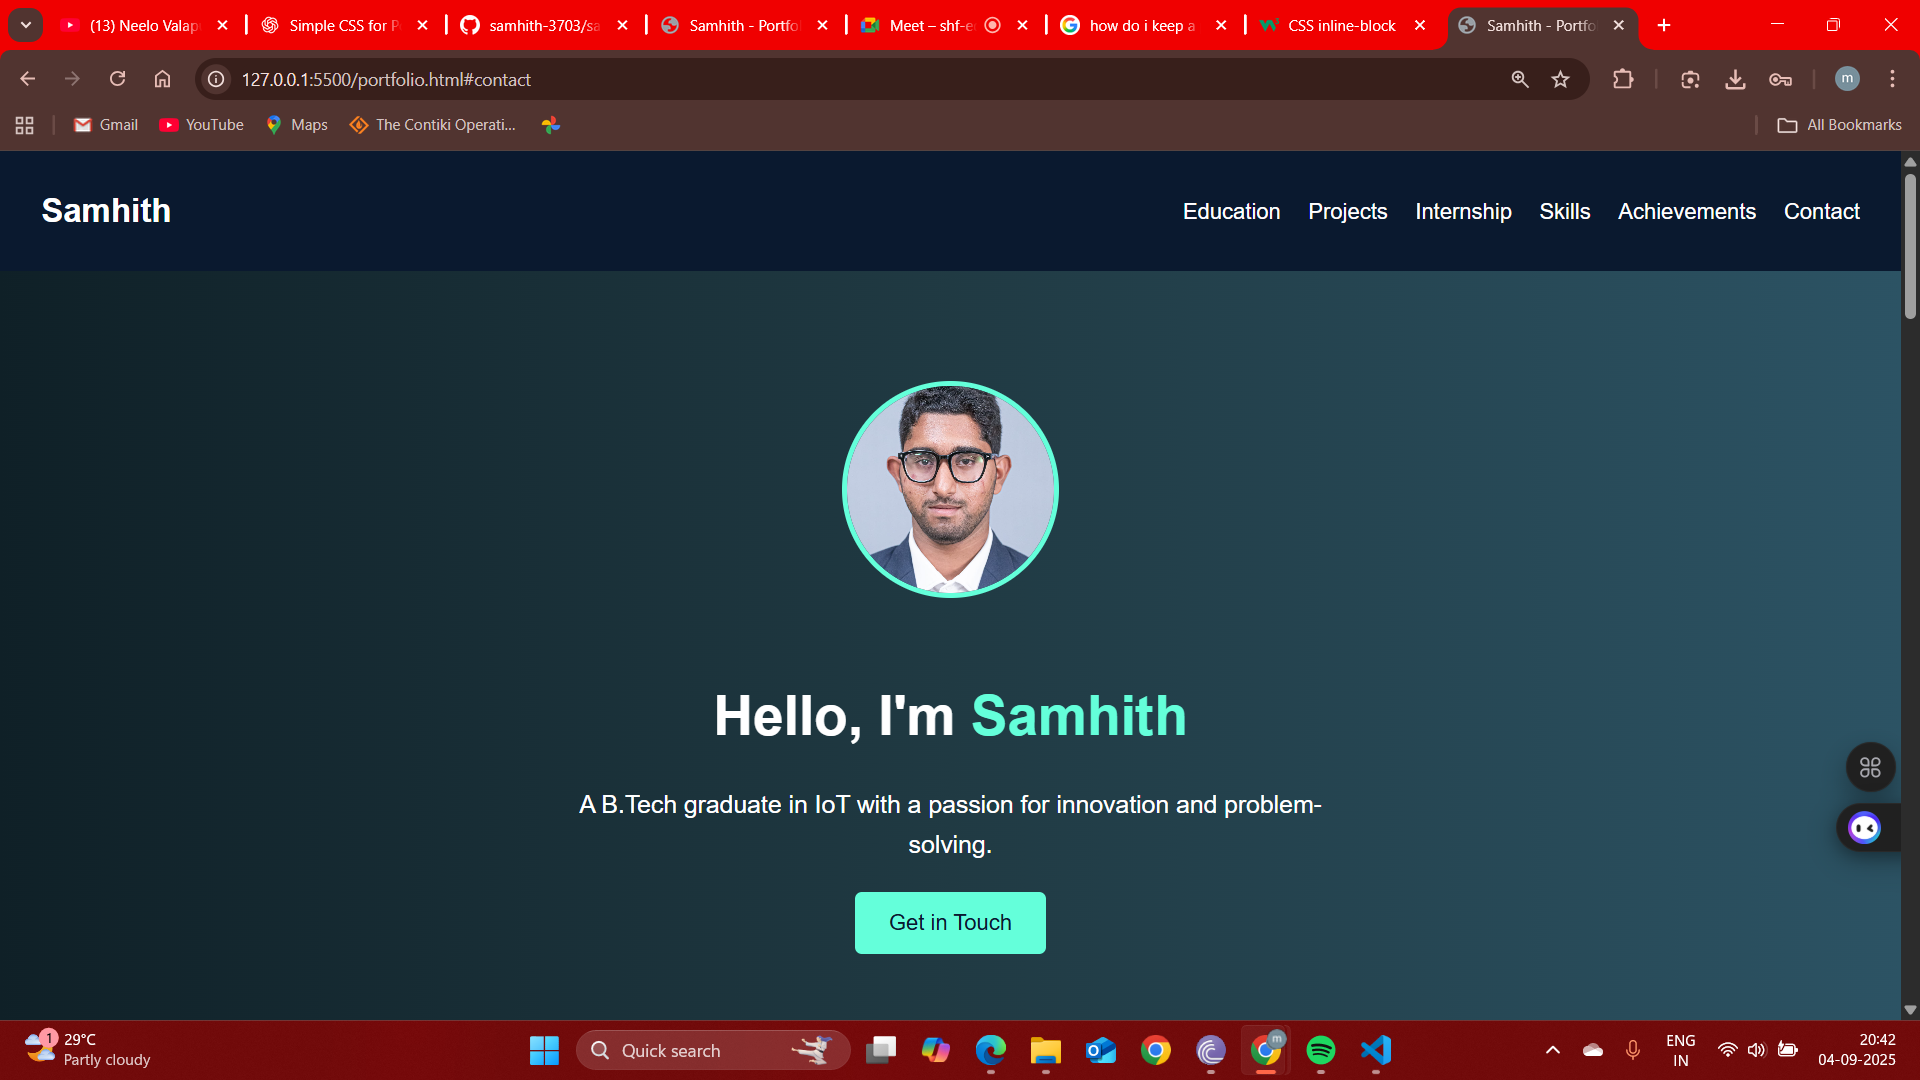 (13) Neelo Valap
Simple CSS for P
samhith-3703/sa
Samhith - Portfo
Meet – shf-e
how do i keep a
CSS inline-block
Samhith - Portfo
127.0.0.1:5500/portfolio.html#contact
m
Gmail
YouTube
Maps
The Contiki Operati...
All Bookmarks
Samhith
Education
Projects
Internship
Skills
Achievements
Contact
Hello, I'm Samhith
A B.Tech graduate in IoT with a passion for innovation and problem-
solving.
Get in Touch
1
29°C
Partly cloudy
Quick search
m
ENG
IN
20:42
04-09-2025